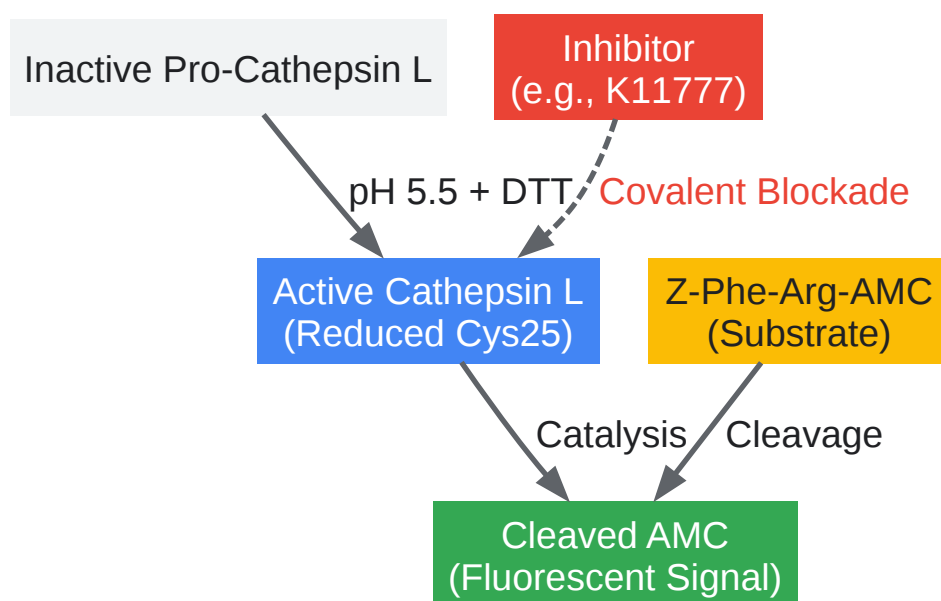 Inactive Pro-Cathepsin L
Inhibitor
(e.g., K11777)
pH 5.5 + DTT
Covalent Blockade
Active Cathepsin L
(Reduced Cys25)
Z-Phe-Arg-AMC
(Substrate)
Catalysis
Cleavage
Cleaved AMC
(Fluorescent Signal)